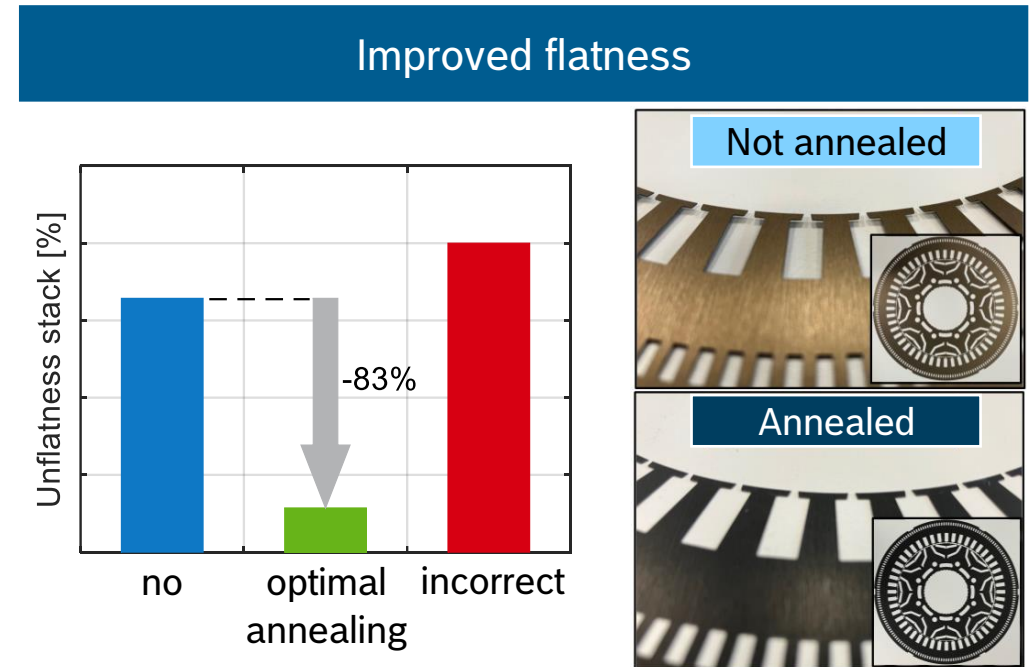 Improved flatness
Unflatness stack [%]
-83%
no optimal incorrect
annealing
Not annealed
Annealed